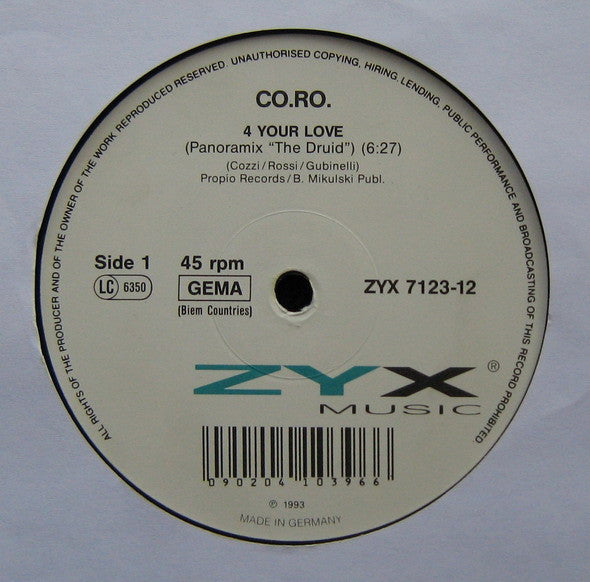 ALL RIGHTS OF THE PRODUCER AND OF THE OWNER OF THE WORK REPRODUCED RESERVED. UNAUTHORISED COPYING, HIRING, LENDING, PUBLIC PERFORMANCE AND BROADCASTING OF THIS RECORD PROHIBITED.
CO.RO.
4 YOUR LOVE
(Panoramix "The Druid") (6:27)
(Cozzi/Rossi/Gubinelli)
Propio Records/B. Mikulski Publ.
Side 1 45 rpm
LC 6350 GEMA ZYX 7123-12
(Biem Countries)
ZYX ®
MUSIC
090204 103966
℗ 1993
MADE IN GERMANY